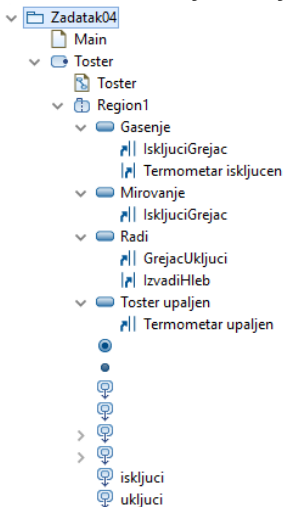 Zadatak04
Main
Toster
Toster
Region1
Gasenje
IskljuciGrejac
Termometar iskljucen
Mirovanje
IskljuciGrejac
Radi
GrejacUkljuci
IzvadiHleb
Toster upaljen
Termometar upaljen
iskljuci
ukljuci